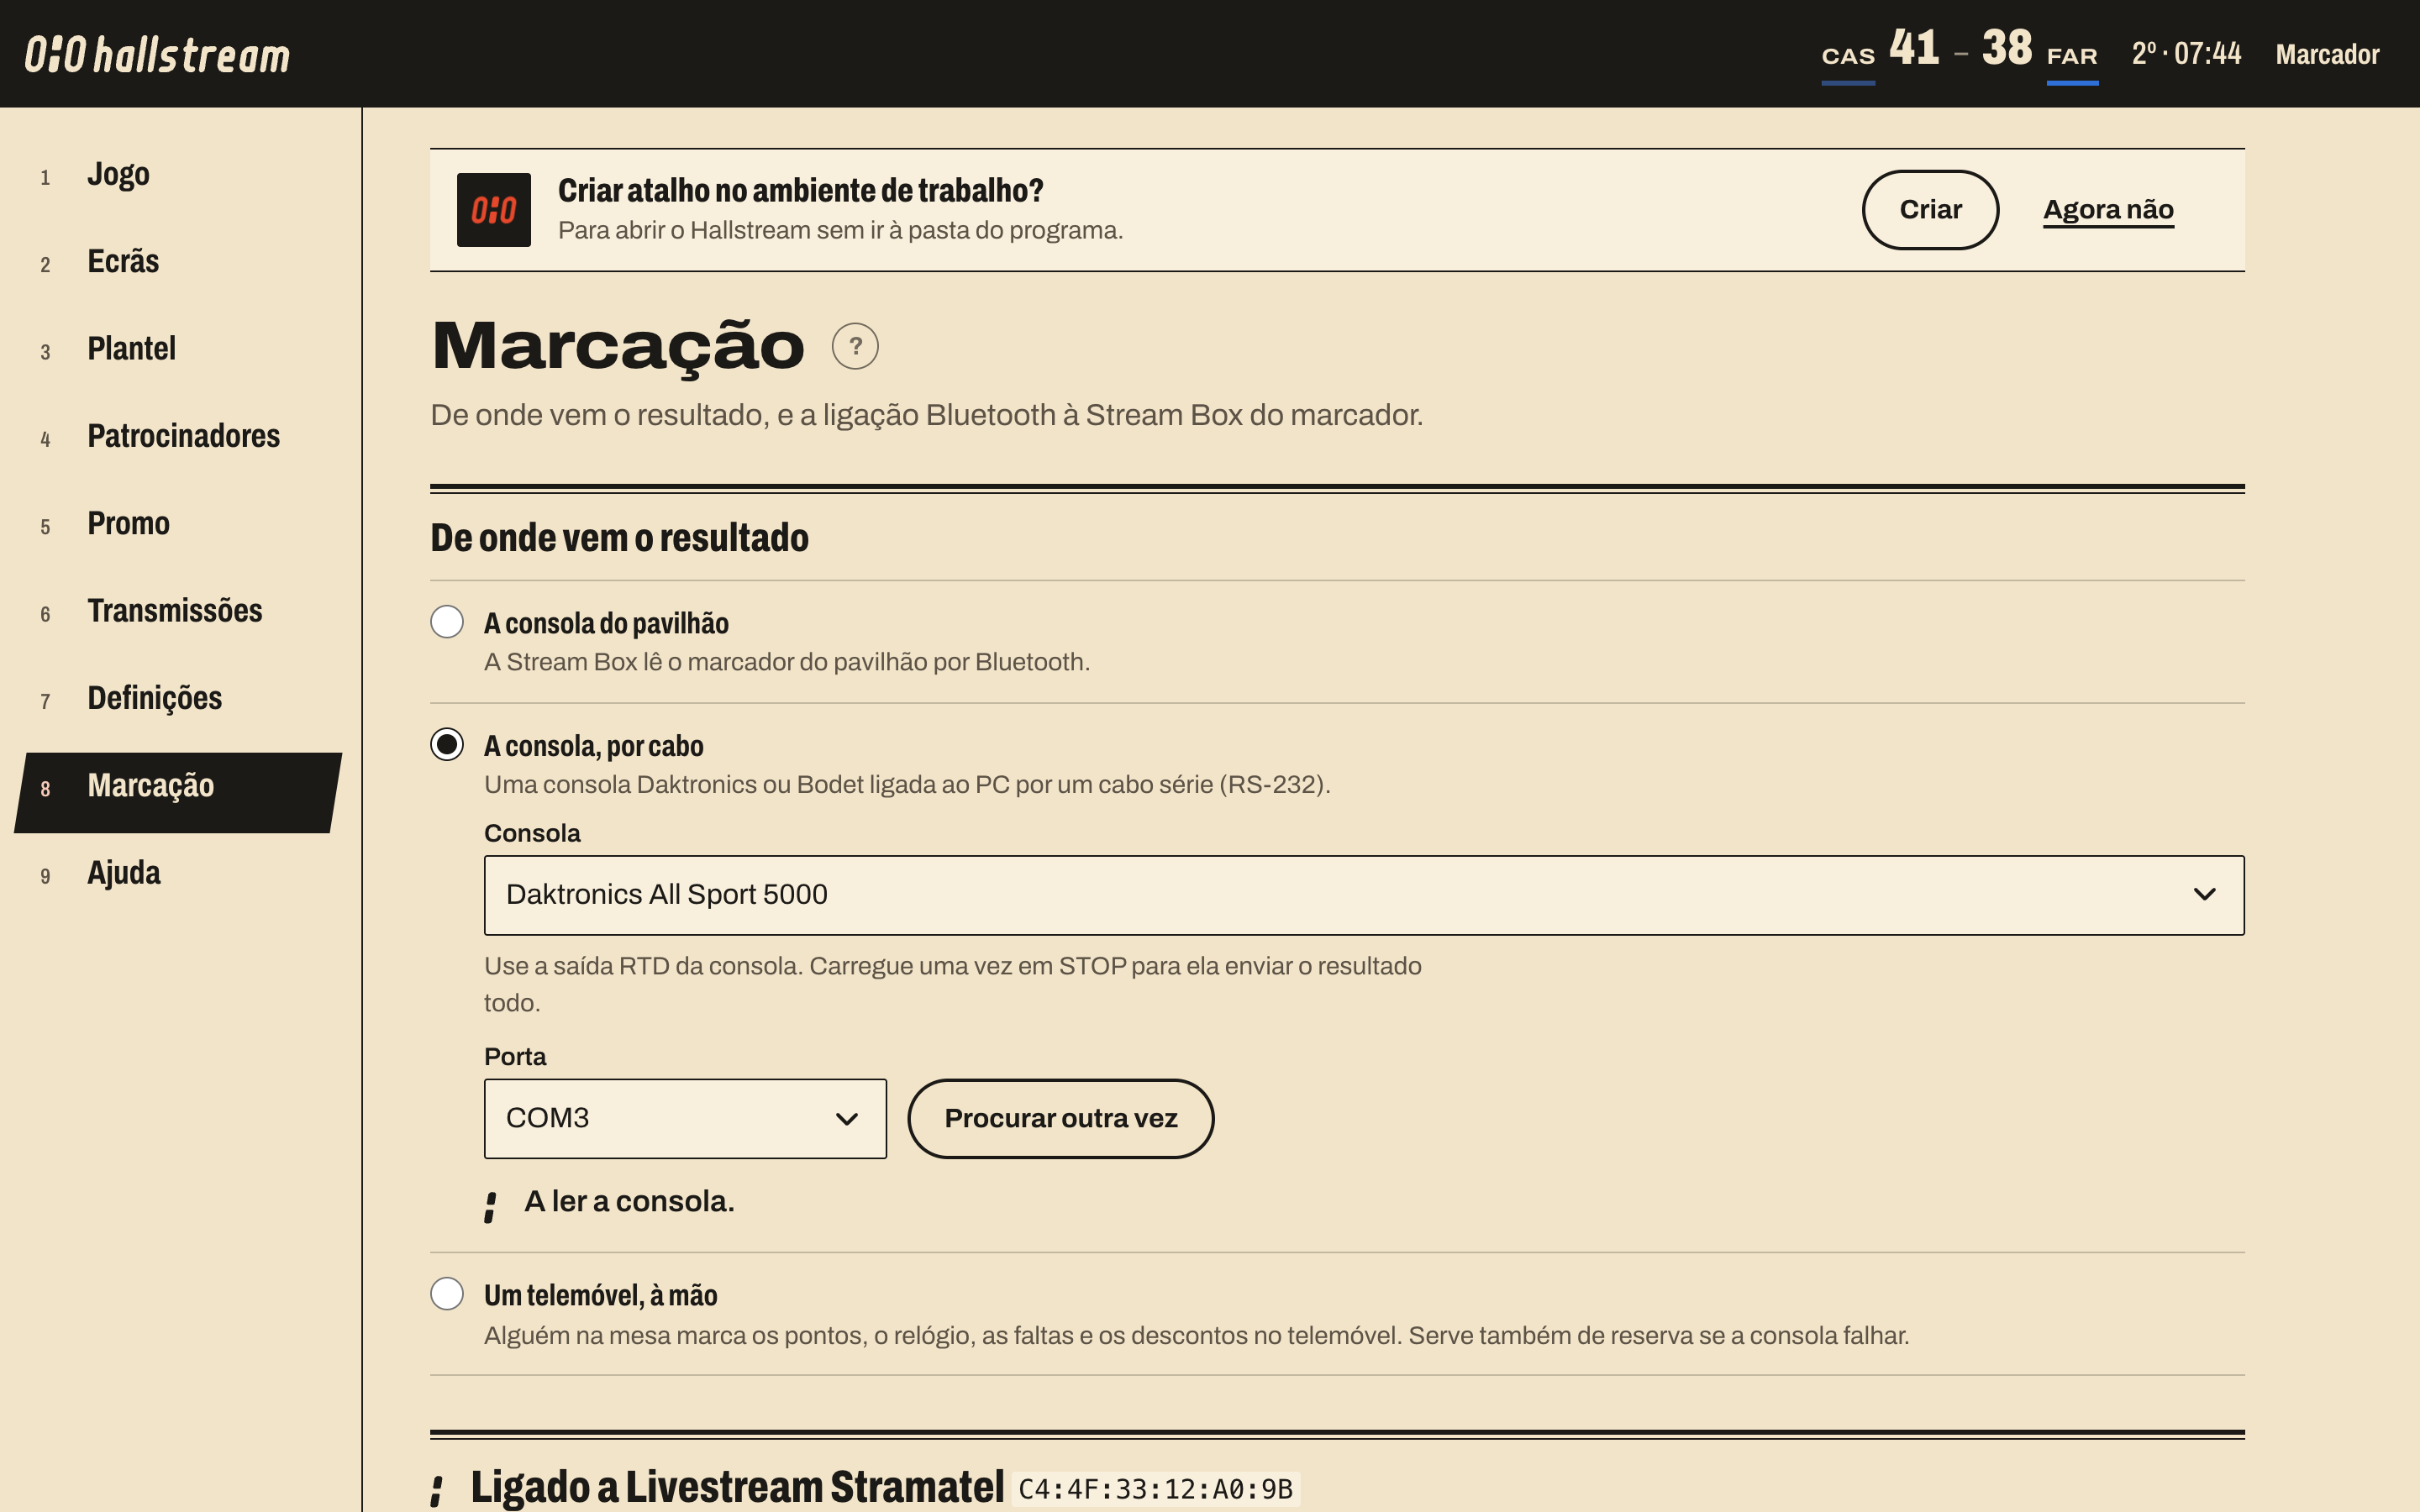 0:0 hallstream
CAS 41 – 38 FAR 2º · 07:44 Marcador
1 Jogo
2 Ecrãs
3 Plantel
4 Patrocinadores
5 Promo
6 Transmissões
7 Definições
8 Marcação
9 Ajuda
0:0
Criar atalho no ambiente de trabalho?
Para abrir o Hallstream sem ir à pasta do programa.
Criar
Agora não
Marcação ?
De onde vem o resultado, e a ligação Bluetooth à Stream Box do marcador.
De onde vem o resultado
A consola do pavilhão
A Stream Box lê o marcador do pavilhão por Bluetooth.
A consola, por cabo
Uma consola Daktronics ou Bodet ligada ao PC por um cabo série (RS-232).
Consola
Daktronics All Sport 5000
Use a saída RTD da consola. Carregue uma vez em STOP para ela enviar o resultado
todo.
Porta
COM3
Procurar outra vez
A ler a consola.
Um telemóvel, à mão
Alguém na mesa marca os pontos, o relógio, as faltas e os descontos no telemóvel. Serve também de reserva se a consola falhar.
Ligado a Livestream Stramatel C4:4F:33:12:A0:9B